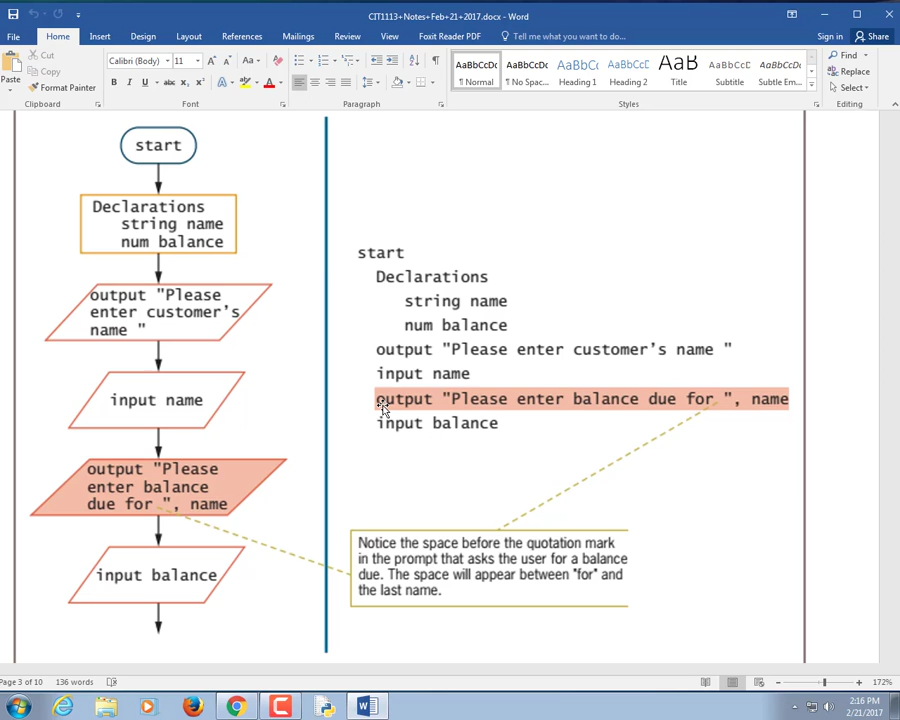 CIT1113+Notes+Feb+21+2017.docx - Word
File Home Insert Design Layout References Mailings Review View Foxit Reader PDF Tell me what you want to do... Sign in Share
Paste
Cut
Copy
Format Painter
Clipboard
Calibri (Body) 11
Font
Paragraph
AaBbCcDc
Normal
AaBbCcDc
No Spac...
AaBbCc
Heading 1
AaBbCcD
Heading 2
AaB
Title
AaBbCcD
Subtitle
AaBbCcDc
Subtle Em...
Styles
Find
Replace
Select
Editing
start
Declarations
string name
num balance
output "Please
enter customer's
name "
input name
output "Please
enter balance
due for ", name
input balance
start
Declarations
string name
num balance
output "Please enter customer's name "
input name
output "Please enter balance due for ", name
input balance
Notice the space before the quotation mark
in the prompt that asks the user for a balance
due. The space will appear between "for" and
the last name.
Page 3 of 10 136 words 172%
2:16 PM
2/21/2017